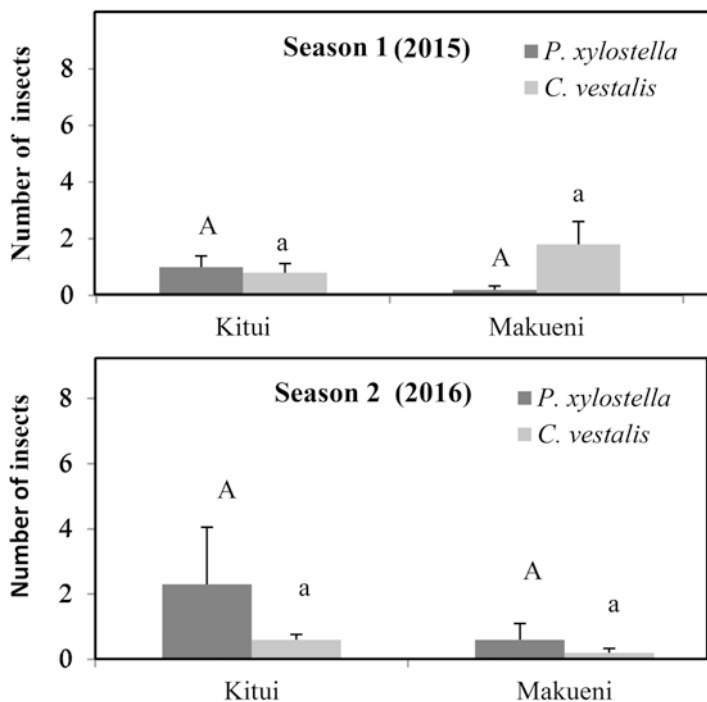 Season 1 (2015)
P. xylostella
C. vestalis
Number of insects
8
6
4
2
0
A
a
A
a
Kitui
Makueni
Season 2 (2016)
P. xylostella
C. vestalis
Number of insects
8
6
4
2
0
A
a
A
a
Kitui
Makueni